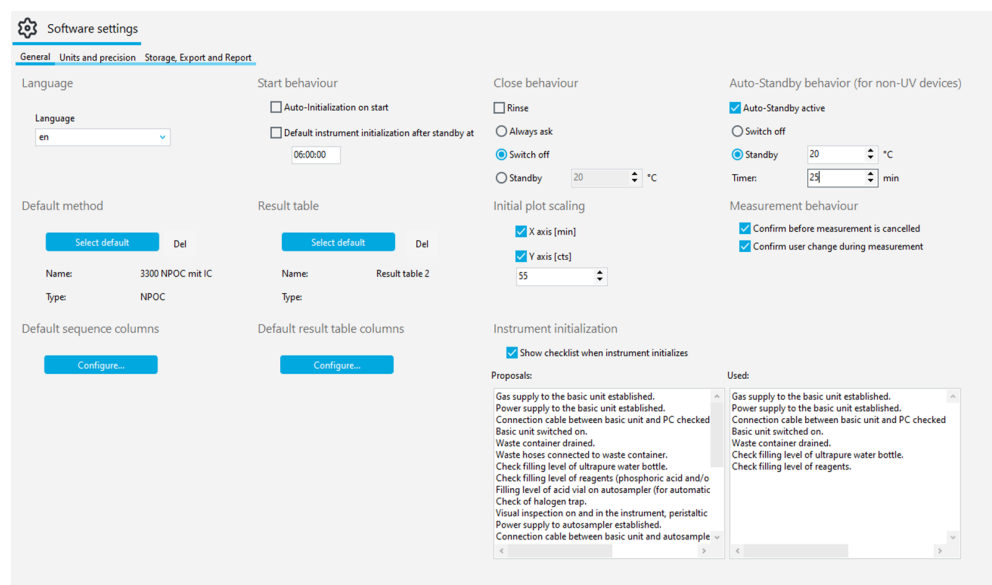 Software settings
General Units and precision Storage, Export and Report
Language
Language
en
Start behaviour
Auto-Initialization on start
Default instrument initialization after standby at
06:00:00
Close behaviour
Rinse
Always ask
Switch off
Standby 20 °C
Auto-Standby behavior (for non-UV devices)
Auto-Standby active
Switch off
Standby 20 °C
Timer: 25 min
Default method
Select default Del
Name: 3300 NPOC mit IC
Type: NPOC
Result table
Select default Del
Name: Result table 2
Type:
Initial plot scaling
X axis [min]
Y axis [cts]
55
Measurement behaviour
Confirm before measurement is cancelled
Confirm user change during measurement
Default sequence columns
Configure...
Default result table columns
Configure...
Instrument initialization
Show checklist when instrument initializes
Proposals:
Gas supply to the basic unit established.
Power supply to the basic unit established.
Connection cable between basic unit and PC checked
Basic unit switched on.
Waste container drained.
Waste hoses connected to waste container.
Check filling level of ultrapure water bottle.
Check filling level of reagents (phosphoric acid and/o
Filling level of acid vial on autosampler (for automatic
Check of halogen trap.
Visual inspection on and in the instrument, peristaltic
Power supply to autosampler established.
Connection cable between basic unit and autosample
Used:
Gas supply to the basic unit established.
Power supply to the basic unit established.
Connection cable between basic unit and PC checked
Basic unit switched on.
Waste container drained.
Check filling level of ultrapure water bottle.
Check filling level of reagents.